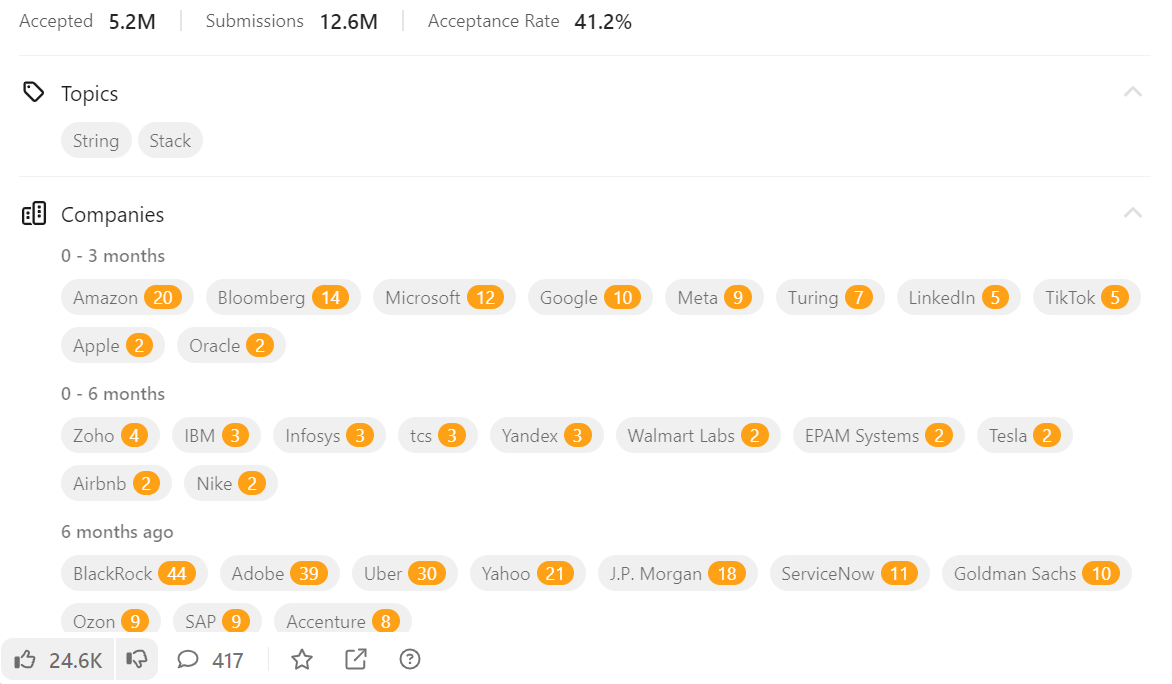 Accepted 5.2M Submissions 12.6M Acceptance Rate 41.2%
Topics
String Stack
Companies
0 - 3 months
Amazon 20 Bloomberg 14 Microsoft 12 Google 10 Meta 9 Turing 7 LinkedIn 5 TikTok 5
Apple 2 Oracle 2
0 - 6 months
Zoho 4 IBM 3 Infosys 3 tcs 3 Yandex 3 Walmart Labs 2 EPAM Systems 2 Tesla 2
Airbnb 2 Nike 2
6 months ago
BlackRock 44 Adobe 39 Uber 30 Yahoo 21 J.P. Morgan 18 ServiceNow 11 Goldman Sachs 10
Ozon 9 SAP 9 Accenture 8
24.6K 417